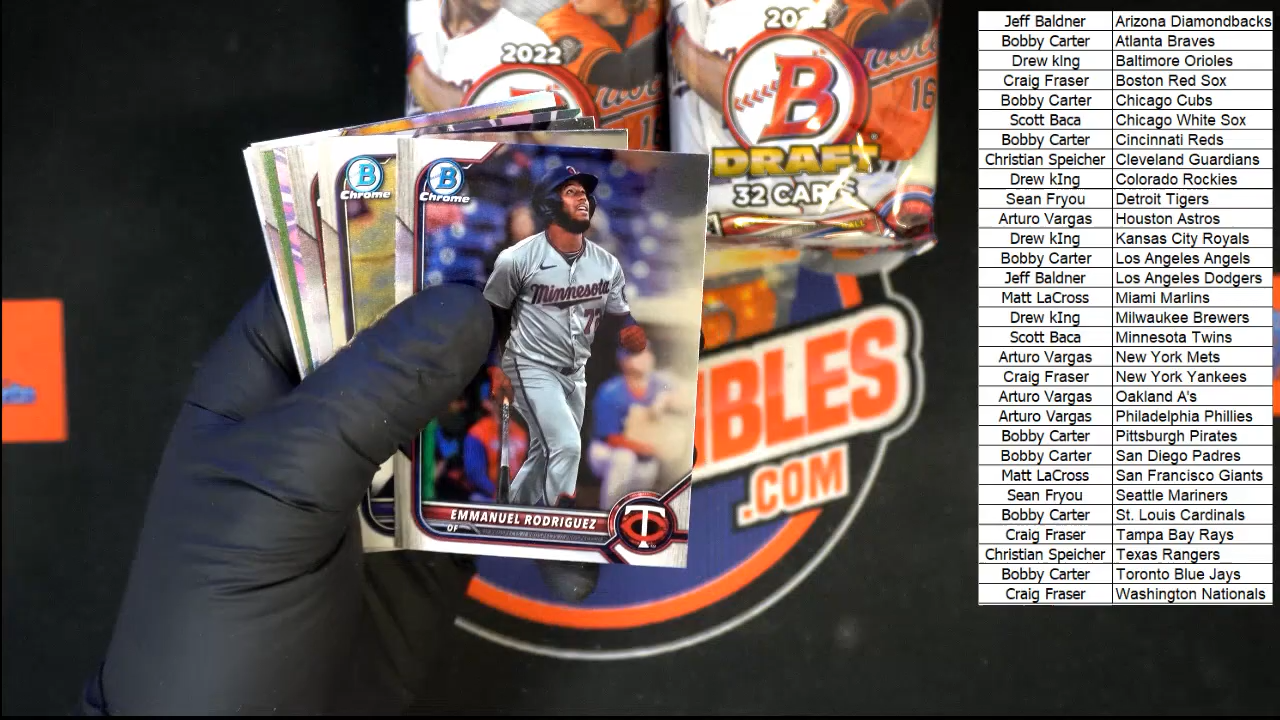 2022
2022
B
16
DRAFT
32 CARDS
B
Chrome
B
Chrome
Minnesota
72
EMMANUEL RODRIGUEZ
OF
IBLES
.COM
Jeff Baldner Arizona Diamondbacks
Bobby Carter Atlanta Braves
Drew kIng Baltimore Orioles
Craig Fraser Boston Red Sox
Bobby Carter Chicago Cubs
Scott Baca Chicago White Sox
Bobby Carter Cincinnati Reds
Christian Speicher Cleveland Guardians
Drew kIng Colorado Rockies
Sean Fryou Detroit Tigers
Arturo Vargas Houston Astros
Drew kIng Kansas City Royals
Bobby Carter Los Angeles Angels
Jeff Baldner Los Angeles Dodgers
Matt LaCross Miami Marlins
Drew kIng Milwaukee Brewers
Scott Baca Minnesota Twins
Arturo Vargas New York Mets
Craig Fraser New York Yankees
Arturo Vargas Oakland A's
Arturo Vargas Philadelphia Phillies
Bobby Carter Pittsburgh Pirates
Bobby Carter San Diego Padres
Matt LaCross San Francisco Giants
Sean Fryou Seattle Mariners
Bobby Carter St. Louis Cardinals
Craig Fraser Tampa Bay Rays
Christian Speicher Texas Rangers
Bobby Carter Toronto Blue Jays
Craig Fraser Washington Nationals